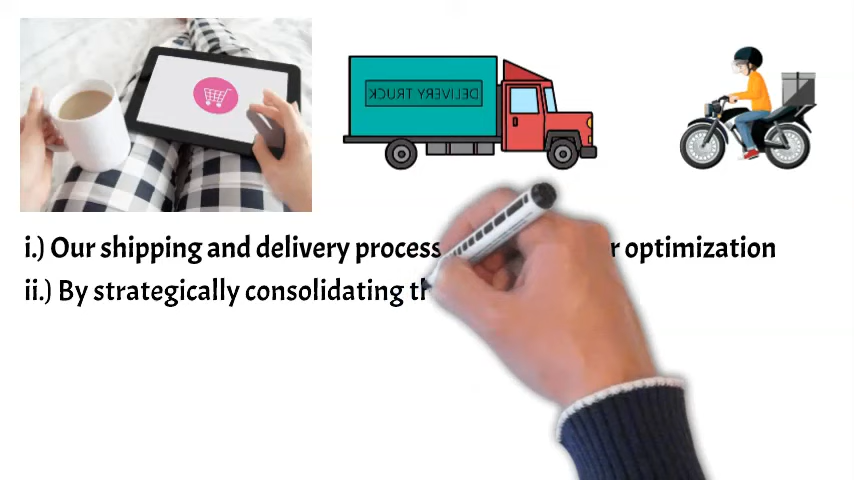 DELIVERY TRUCK
i.) Our shipping and delivery process r optimization
ii.) By strategically consolidating th